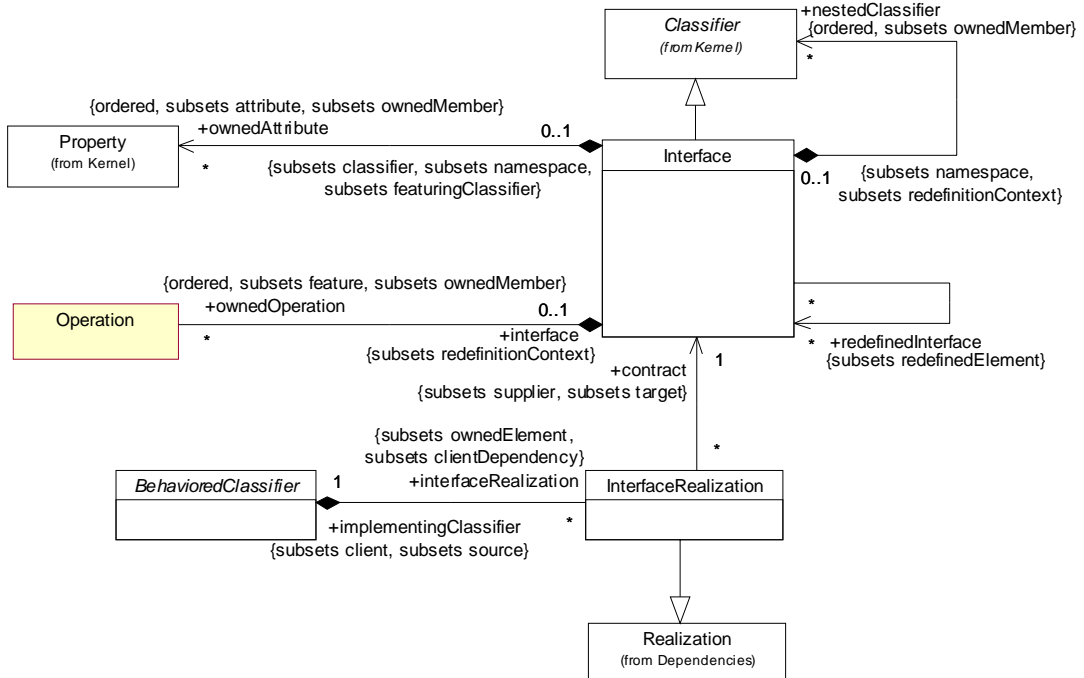 Classifier
(from Kernel)
+nestedClassifier
{ordered, subsets ownedMember}
*
{ordered, subsets attribute, subsets ownedMember}
+ownedAttribute
0..1
Property
(from Kernel)
*
{subsets classifier, subsets namespace,
subsets featuringClassifier}
Interface
0..1
{subsets namespace,
subsets redefinitionContext}
{ordered, subsets feature, subsets ownedMember}
+ownedOperation
0..1
Operation
*
+interface
{subsets redefinitionContext}
*
*
+redefinedInterface
{subsets redefinedElement}
1
+contract
{subsets supplier, subsets target}
*
{subsets ownedElement,
subsets clientDependency}
+interfaceRealization
BehavioredClassifier
1
InterfaceRealization
*
+implementingClassifier
{subsets client, subsets source}
Realization
(from Dependencies)